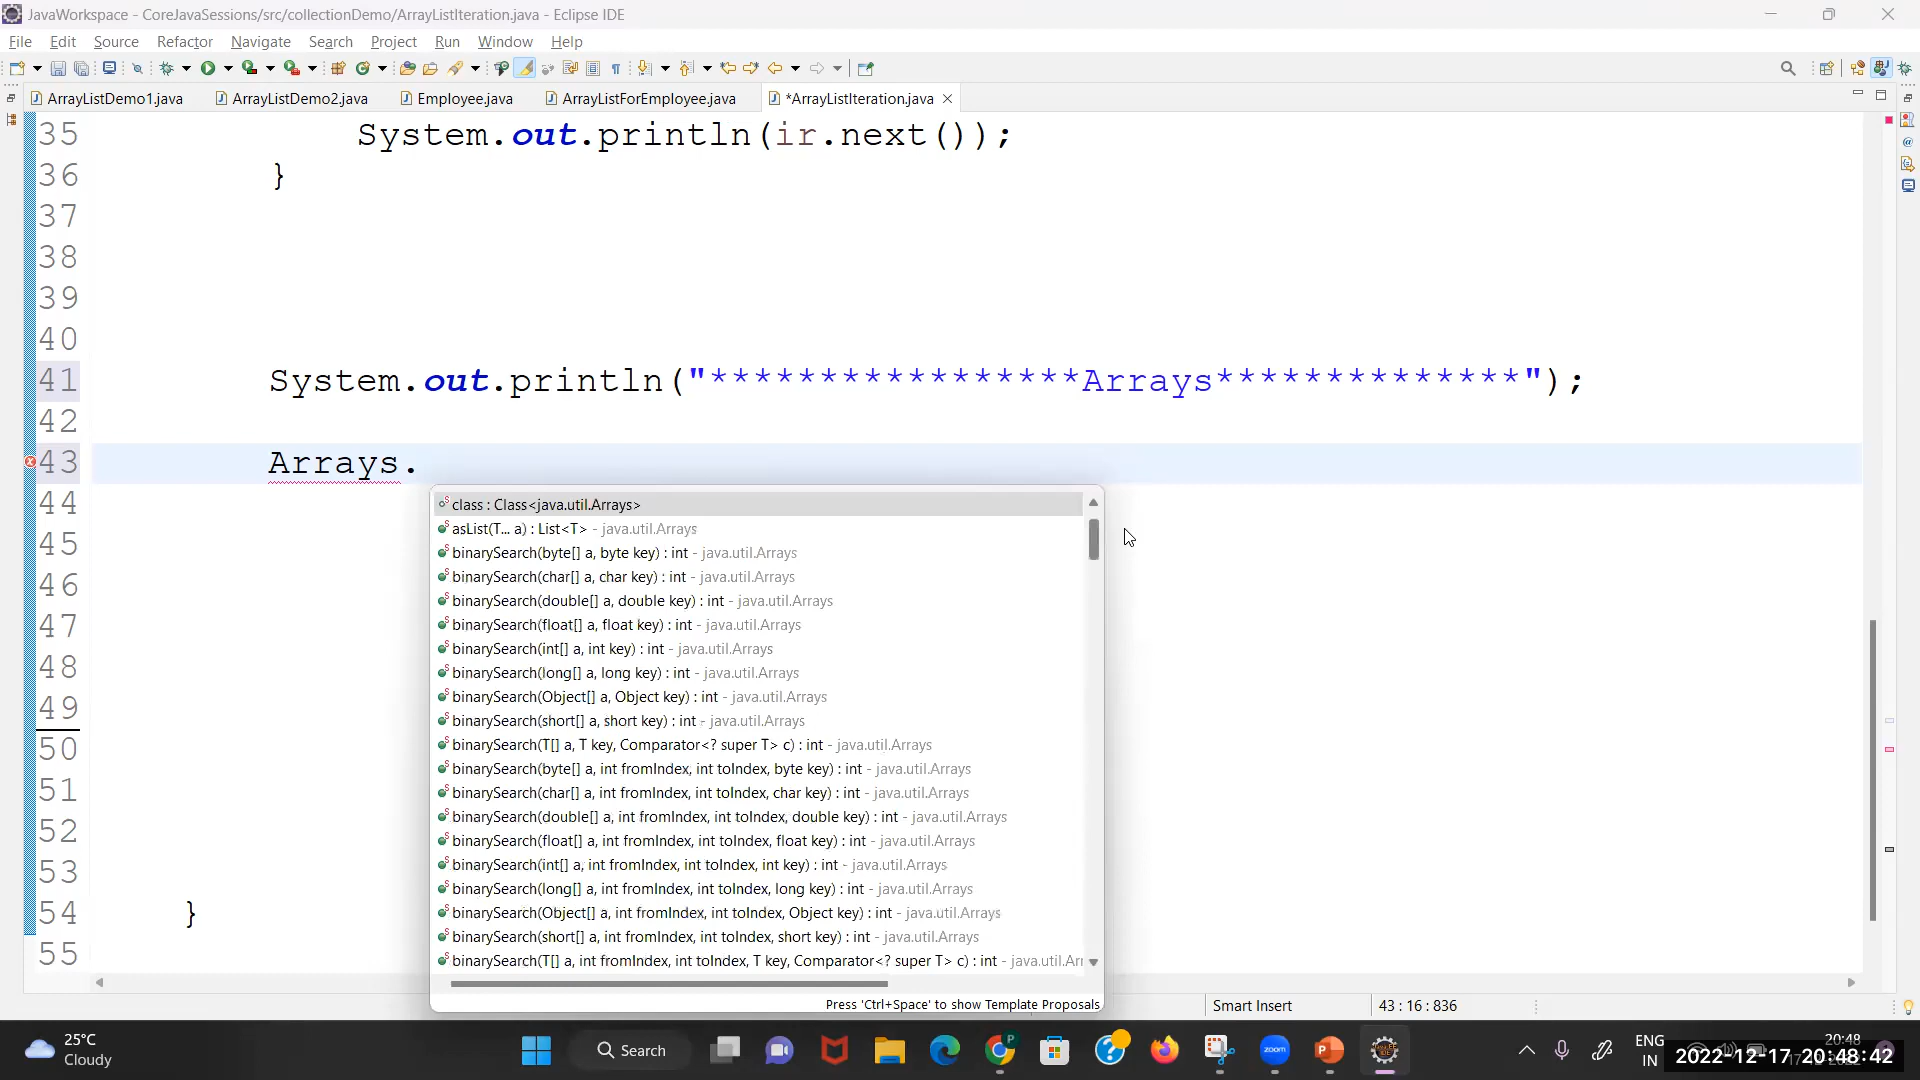 JavaWorkspace - CoreJavaSessions/src/collectionDemo/ArrayListIteration.java - Eclipse IDE
File Edit Source Refactor Navigate Search Project Run Window Help
ArrayListDemo1.java ArrayListDemo2.java Employee.java ArrayListForEmployee.java *ArrayListIteration.java
35 System.out.println(ir.next());
36 }
37
38
39
40
41 System.out.println("*****************Arrays**************");
42
43 Arrays.
44
45
46
47
48
49
50
51
52
53
54 }
55
class : Class<java.util.Arrays>
asList(T... a) : List<T> - java.util.Arrays
binarySearch(byte[] a, byte key) : int - java.util.Arrays
binarySearch(char[] a, char key) : int - java.util.Arrays
binarySearch(double[] a, double key) : int - java.util.Arrays
binarySearch(float[] a, float key) : int - java.util.Arrays
binarySearch(int[] a, int key) : int - java.util.Arrays
binarySearch(long[] a, long key) : int - java.util.Arrays
binarySearch(Object[] a, Object key) : int - java.util.Arrays
binarySearch(short[] a, short key) : int - java.util.Arrays
binarySearch(T[] a, T key, Comparator<? super T> c) : int - java.util.Arrays
binarySearch(byte[] a, int fromIndex, int toIndex, byte key) : int - java.util.Arrays
binarySearch(char[] a, int fromIndex, int toIndex, char key) : int - java.util.Arrays
binarySearch(double[] a, int fromIndex, int toIndex, double key) : int - java.util.Arrays
binarySearch(float[] a, int fromIndex, int toIndex, float key) : int - java.util.Arrays
binarySearch(int[] a, int fromIndex, int toIndex, int key) : int - java.util.Arrays
binarySearch(long[] a, int fromIndex, int toIndex, long key) : int - java.util.Arrays
binarySearch(Object[] a, int fromIndex, int toIndex, Object key) : int - java.util.Arrays
binarySearch(short[] a, int fromIndex, int toIndex, short key) : int - java.util.Arrays
binarySearch(T[] a, int fromIndex, int toIndex, T key, Comparator<? super T> c) : int - java.util.Arr
Press 'Ctrl+Space' to show Template Proposals
Smart Insert 43 : 16 : 836
25°C
Cloudy
Search
zoom
ENG
IN
20:48
2022-12-17 20:48:42